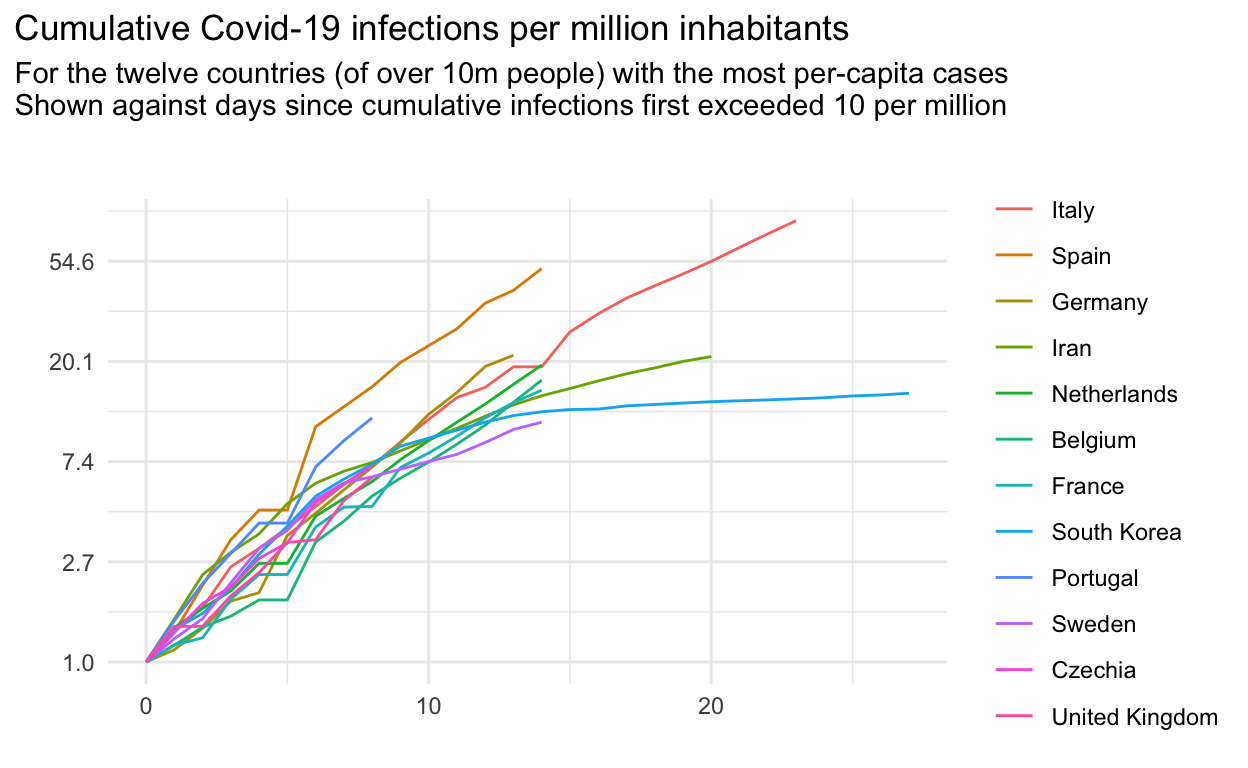 Cumulative Covid-19 infections per million inhabitants
For the twelve countries (of over 10m people) with the most per-capita cases
Shown against days since cumulative infections first exceeded 10 per million
54.6
20.1
7.4
2.7
1.0
0 10 20
Italy
Spain
Germany
Iran
Netherlands
Belgium
France
South Korea
Portugal
Sweden
Czechia
United Kingdom